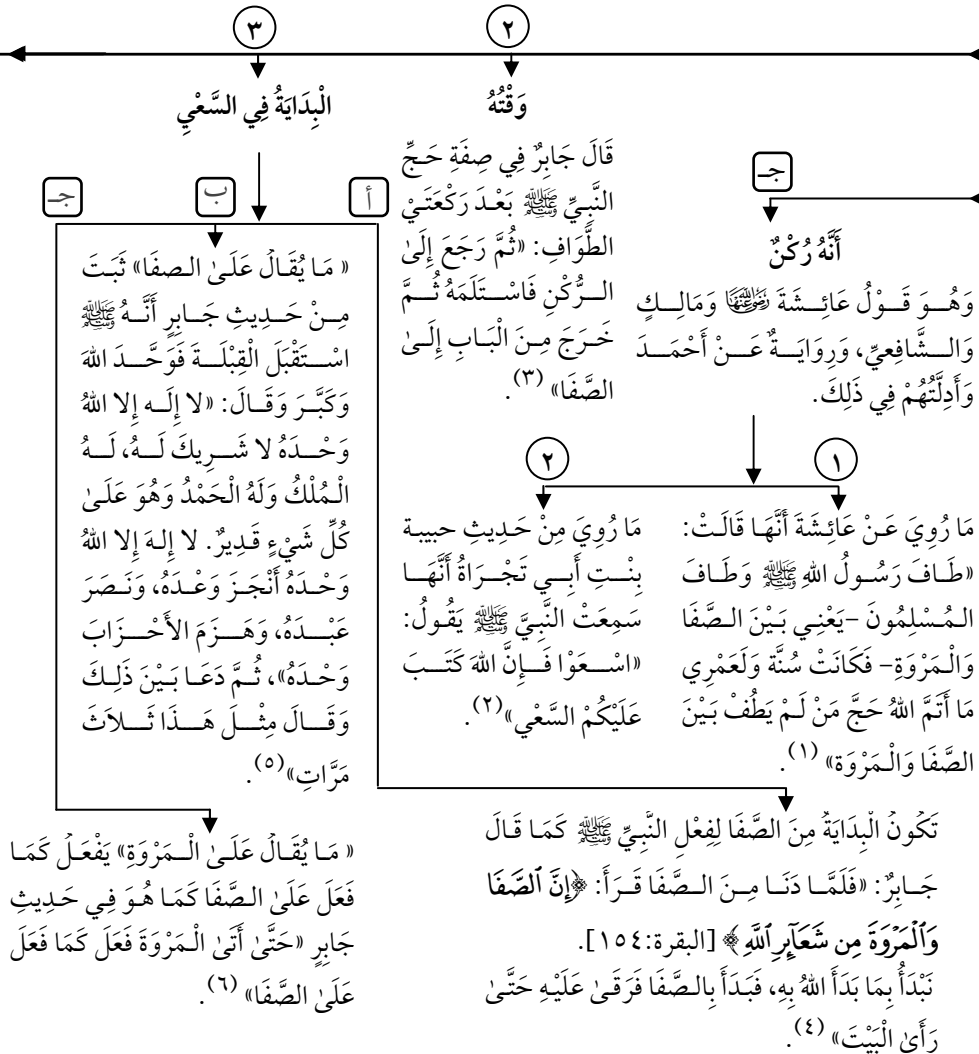 ٢
٣
جـ
أَنَّهُ رُكْنٌ
وَهُوَ قَوْلُ عَائِشَةَ رَضِيَ اللَّهُ عَنْهَا وَمَالِكٍ
وَالشَّافِعِيِّ، وَرِوَايَةٌ عَنْ أَحْمَدَ
وَأَدِلَّتُهُمْ فِي ذَلِكَ.
١
مَا رُوِيَ عَنْ عَائِشَةَ أَنَّهَا قَالَتْ:
«طَافَ رَسُولُ اللهِ ﷺ وَطَافَ
الْمُسْلِمُونَ -يَعْنِي بَيْنَ الصَّفَا
وَالْمَرْوَةِ- فَكَانَتْ سُنَّة وَلَعَمْرِي
مَا أَتَمَّ اللهُ حَجَّ مَنْ لَمْ يَطُفْ بَيْنَ
الصَّفَا وَالْمَرْوَة» (١).
٢
مَا رُوِيَ مِنْ حَدِيثِ حبيبة
بِنْتِ أَبِي تَجْرَاةُ أَنَّهَا
سَمِعَتْ النَّبِيَّ ﷺ يَقُولُ:
«اسْعَوْا فَإِنَّ اللهَ كَتَبَ
عَلَيْكُمْ السَّعْي»(٢).
وَقْتُهُ
قَالَ جَابِرٌ فِي صِفَةِ حَجِّ
النَّبِيِّ ﷺ بَعْدَ رَكْعَتَيْ
الطَّوَافِ: «ثُمَّ رَجَعَ إِلَىٰ
الرُّكْنِ فَاسْتَلَمَهُ ثُمَّ
خَرَجَ مِنَ الْبَابِ إِلَىٰ
الصَّفَا» (٣).
الْبِدَايَةُ فِي السَّعْيِ
أ
تَكُونُ الْبِدَايَةُ مِنَ الصَّفَا لِفِعْلِ النَّبِيِّ ﷺ كَمَا قَالَ
جَابِرٌ: «فَلَمَّا دَنَا مِنَ الصَّفَا قَرَأَ: ﴿إِنَّ ٱلصَّفَا
وَٱلْمَرْوَةَ مِن شَعَآئِرِ ٱللَّهِ﴾ [البقرة:١٥٤].
نَبْدَأُ بِمَا بَدَأَ اللهُ بِهِ، فَبَدَأَ بِالصَّفَا فَرَقَىٰ عَلَيْهِ حَتَّىٰ
رَأَىٰ الْبَيْتَ» (٤).
ب
« مَا يُقَالُ عَلَىٰ الصفَا» ثَبَتَ
مِنْ حَدِيثِ جَابِرٍ أَنَّهُ ﷺ
اسْتَقْبَلَ الْقِبْلَةَ فَوَحَّدَ اللهَ
وَكَبَّرَ وَقَالَ: «لا إِلَه إِلا اللهُ
وَحْدَهُ لا شَرِيكَ لَهُ، لَهُ
الْمُلْكُ وَلَهُ الْحَمْدُ وَهُوَ عَلَىٰ
كُلِّ شَيْءٍ قَدِيرٌ. لا إِلهَ إِلا اللهُ
وَحْدَهُ أَنْجَزَ وَعْدَهُ، وَنَصَرَ
عَبْدَهُ، وَهَزَمَ الأَحْزَابَ
وَحْدَهُ»، ثُمَّ دَعَا بَيْنَ ذَلِكَ
وَقَالَ مِثْلَ هَذَا ثَلاَثَ
مَرَّاتِ»(٥).
جـ
« مَا يُقَالُ عَلَىٰ الْمَرْوَةِ» يَفْعَلُ كَمَا
فَعَلَ عَلَىٰ الصَّفَا كَمَا هُوَ فِي حَدِيثِ
جَابِرِ «حَتَّىٰ أَتَىٰ الْمَرْوَةَ فَعَلَ كَمَا فَعَلَ
عَلَىٰ الصَّفَا» (٦).